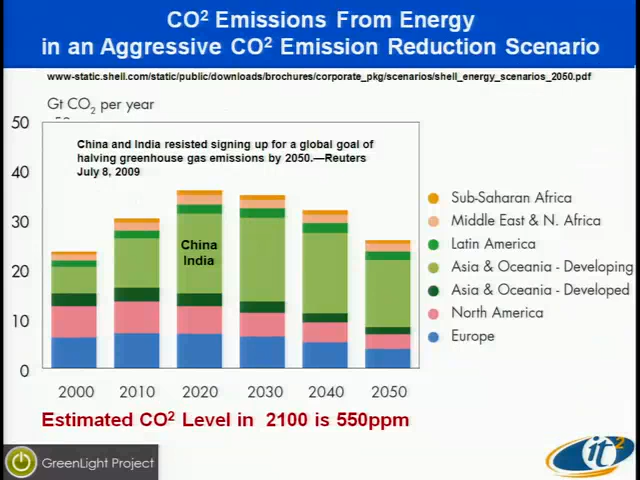 CO² Emissions From Energy
in an Aggressive CO² Emission Reduction Scenario
www-static.shell.com/static/public/downloads/brochures/corporate_pkg/scenarios/shell_energy_scenarios_2050.pdf
Gt CO₂ per year
50
China and India resisted signing up for a global goal of
halving greenhouse gas emissions by 2050.—Reuters
July 8, 2009
40
30
20
10
0
China
India
Sub-Saharan Africa
Middle East & N. Africa
Latin America
Asia & Oceania - Developing
Asia & Oceania - Developed
North America
Europe
2000 2010 2020 2030 2040 2050
Estimated CO² Level in 2100 is 550ppm
GreenLight Project
it²